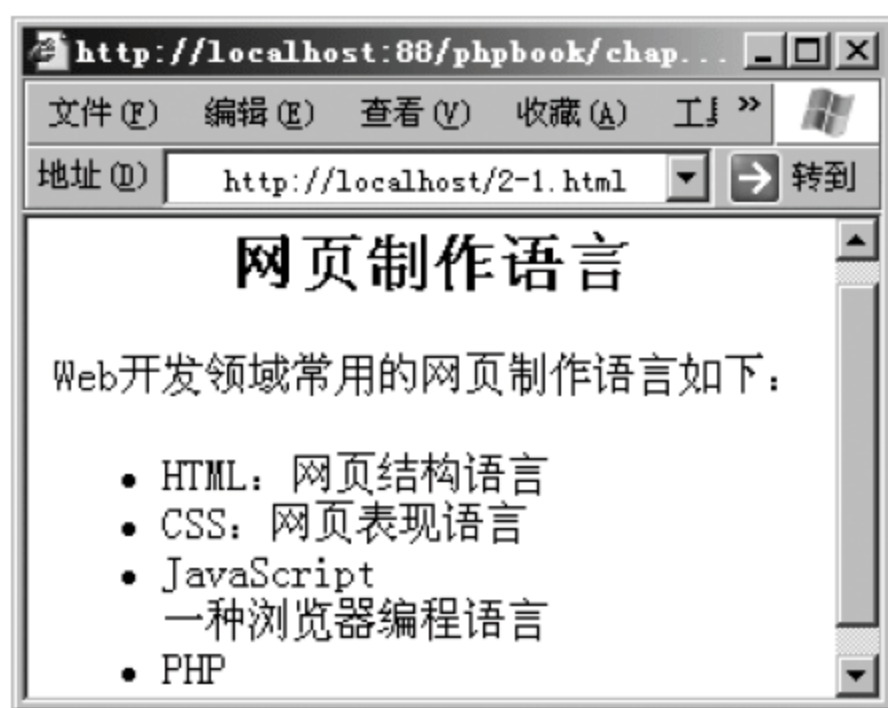 http://localhost:88/phpbook/chap...
文件(F) 编辑(E) 查看(V) 收藏(A) »
地址(D) http://localhost/2-1.html 转到
网页制作语言
Web开发领域常用的网页制作语言如下：
• HTML：网页结构语言
• CSS：网页表现语言
• JavaScript
一种浏览器编程语言
• PHP